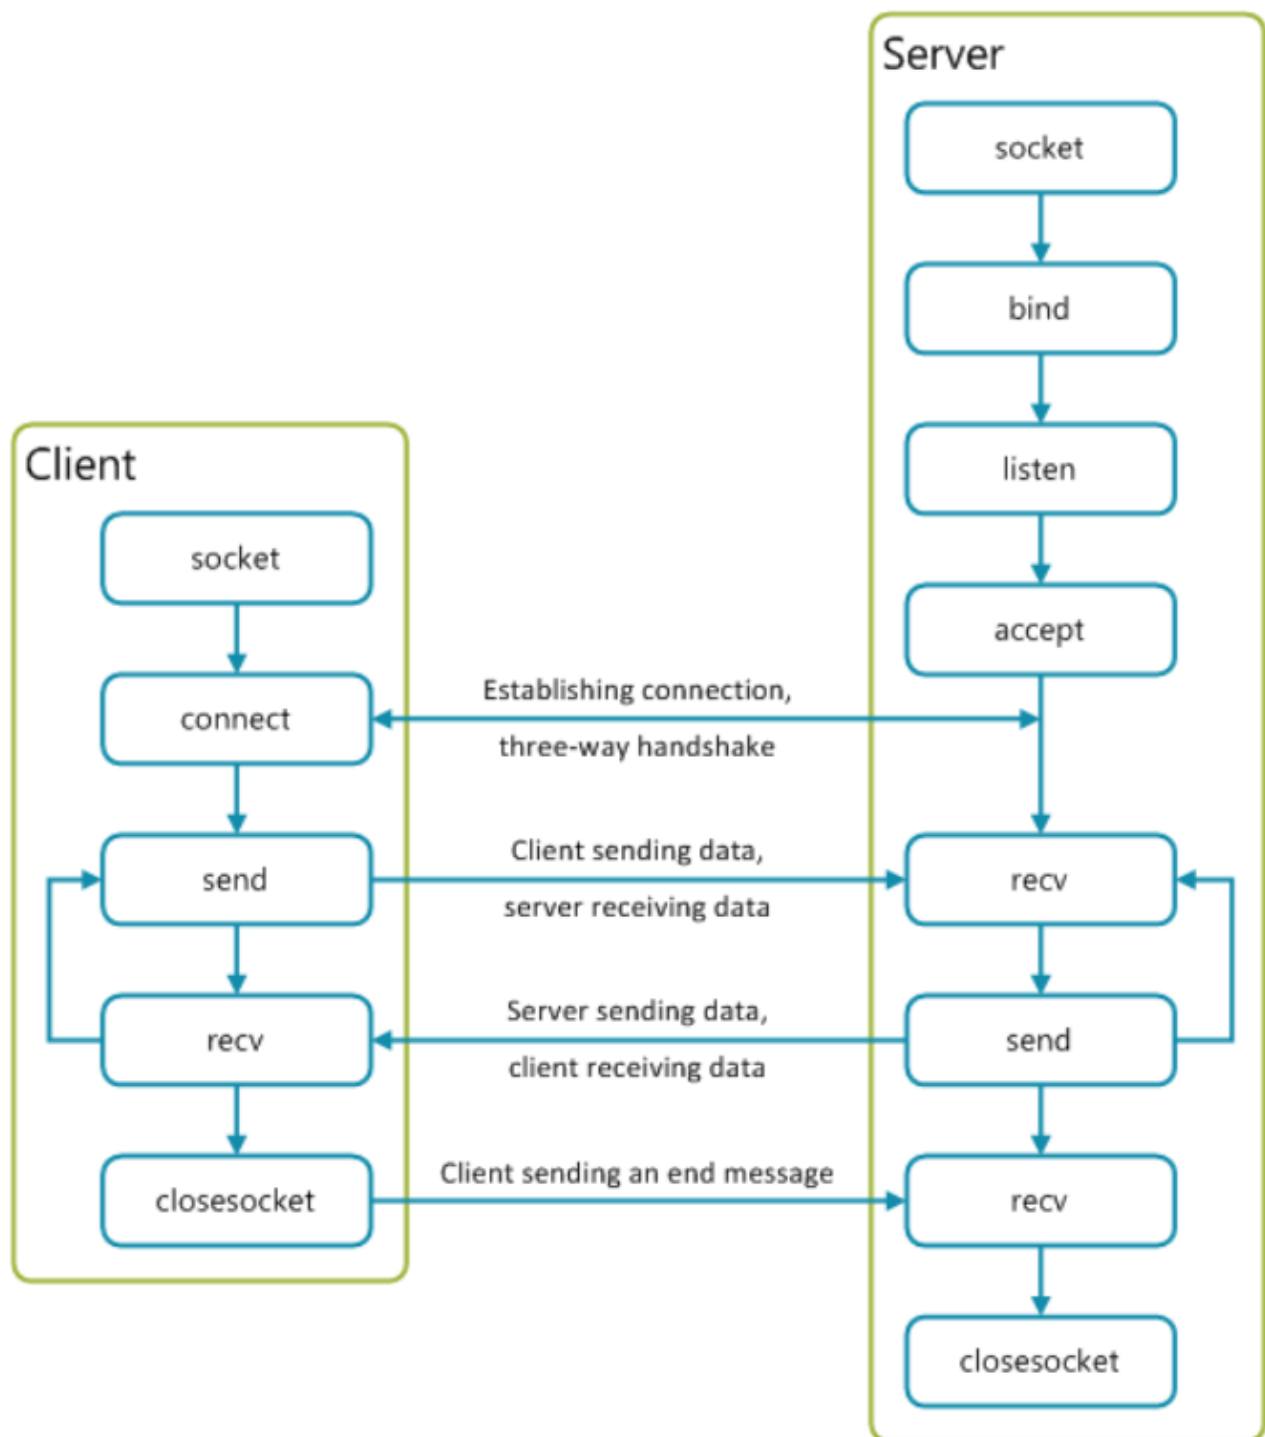 Server
socket
bind
listen
accept
Client
socket
connect
Establishing connection,
three-way handshake
send
Client sending data,
server receiving data
recv
recv
Server sending data,
client receiving data
send
closesocket
Client sending an end message
recv
closesocket